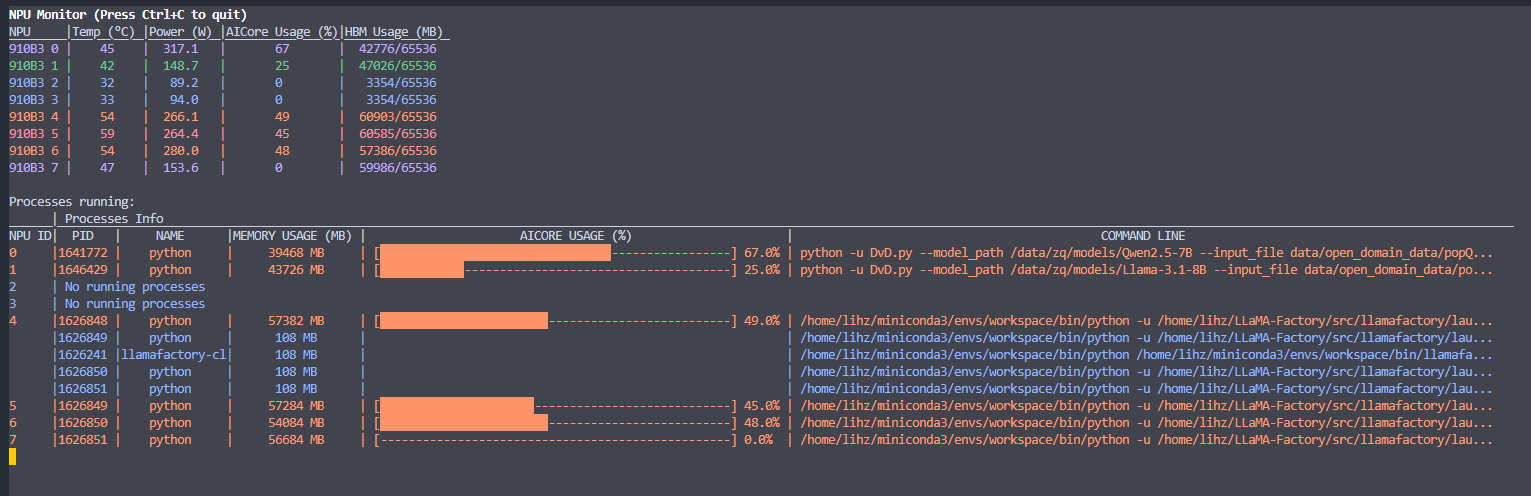 NPU Monitor (Press Ctrl+C to quit)
NPU |Temp (°C)|Power (W) |AICore Usage (%)|HBM Usage (MB)
910B3 0 | 45 | 317.1 | 67 | 42776/65536
910B3 1 | 42 | 148.7 | 25 | 47026/65536
910B3 2 | 32 | 89.2 | 0 | 3354/65536
910B3 3 | 33 | 94.0 | 0 | 3354/65536
910B3 4 | 54 | 266.1 | 49 | 60903/65536
910B3 5 | 59 | 264.4 | 45 | 60585/65536
910B3 6 | 54 | 280.0 | 48 | 57386/65536
910B3 7 | 47 | 153.6 | 0 | 59986/65536
Processes running:
| Processes Info
NPU ID| PID | NAME |MEMORY USAGE (MB) | AICORE USAGE (%) | COMMAND LINE
0 |1641772 | python | 39468 MB | [-----------------] 67.0% | python -u DvD.py --model_path /data/zq/models/Qwen2.5-7B --input_file data/open_domain_data/popQ...
1 |1646429 | python | 43726 MB | [--------------------------------------] 25.0% | python -u DvD.py --model_path /data/zq/models/Llama-3.1-8B --input_file data/open_domain_data/po...
2 | No running processes
3 | No running processes
4 |1626848 | python | 57382 MB | [--------------------------] 49.0% | /home/lihz/miniconda3/envs/workspace/bin/python -u /home/lihz/LLaMA-Factory/src/llamafactory/lau...
|1626849 | python | 108 MB | | /home/lihz/miniconda3/envs/workspace/bin/python -u /home/lihz/LLaMA-Factory/src/llamafactory/lau...
|1626241 |llamafactory-cl| 108 MB | | /home/lihz/miniconda3/envs/workspace/bin/python /home/lihz/miniconda3/envs/workspace/bin/llamafa...
|1626850 | python | 108 MB | | /home/lihz/miniconda3/envs/workspace/bin/python -u /home/lihz/LLaMA-Factory/src/llamafactory/lau...
|1626851 | python | 108 MB | | /home/lihz/miniconda3/envs/workspace/bin/python -u /home/lihz/LLaMA-Factory/src/llamafactory/lau...
5 |1626849 | python | 57284 MB | [----------------------------] 45.0% | /home/lihz/miniconda3/envs/workspace/bin/python -u /home/lihz/LLaMA-Factory/src/llamafactory/lau...
6 |1626850 | python | 54084 MB | [--------------------------] 48.0% | /home/lihz/miniconda3/envs/workspace/bin/python -u /home/lihz/LLaMA-Factory/src/llamafactory/lau...
7 |1626851 | python | 56684 MB | [--------------------------------------------------] 0.0% | /home/lihz/miniconda3/envs/workspace/bin/python -u /home/lihz/LLaMA-Factory/src/llamafactory/lau...